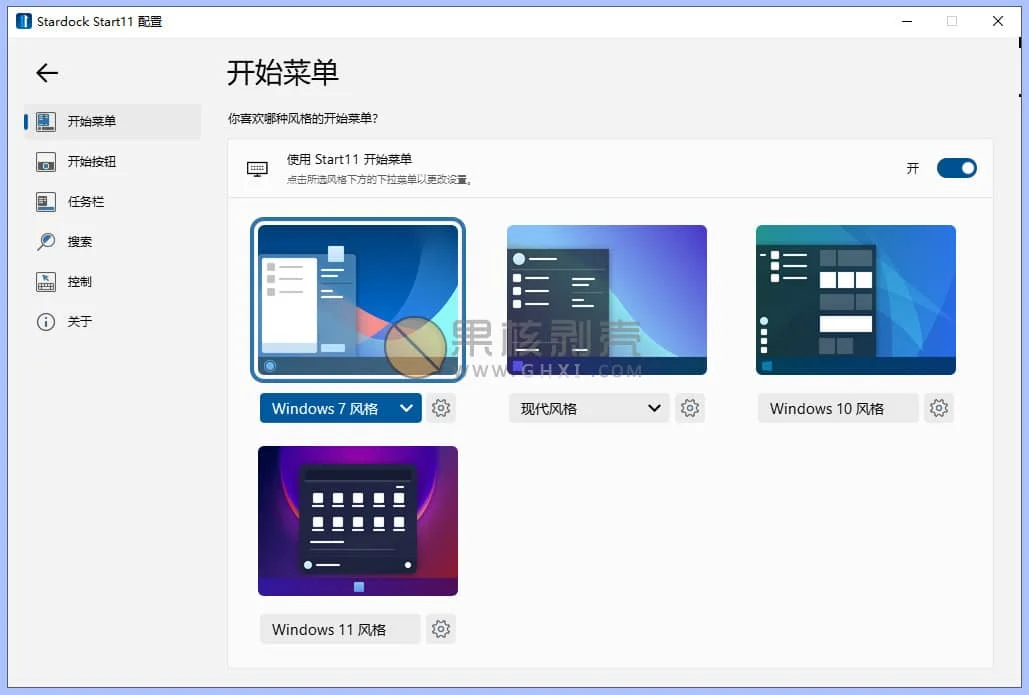 Stardock Start11 配置
开始菜单
你喜欢哪种风格的开始菜单?
开始菜单
开始按钮
任务栏
搜索
控制
关于
使用 Start11 开始菜单
点击所选风格下方的下拉菜单以更改设置。
开
果核剥壳
WWW.GHXI.COM
Windows 7 风格
现代风格
Windows 10 风格
Windows 11 风格